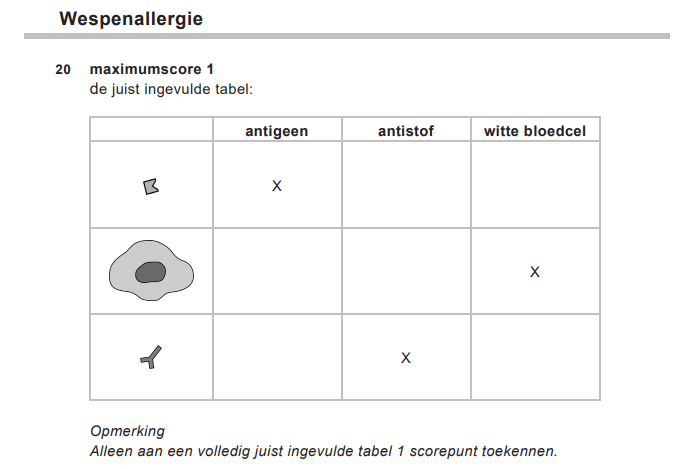 Wespenallergie
20 maximumscore 1
de juist ingevulde tabel:
antigeen antistof witte bloedcel
X
X
X
Opmerking
Alleen aan een volledig juist ingevulde tabel 1 scorepunt toekennen.